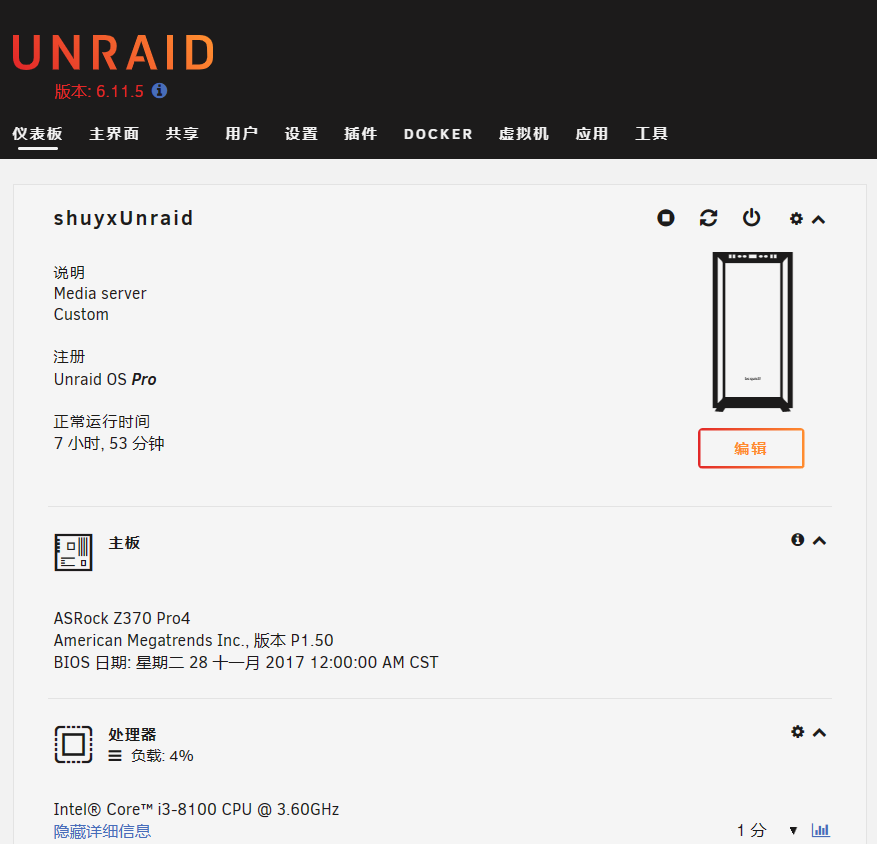 UNRAID
版本: 6.11.5
仪表板 主界面 共享 用户 设置 插件 DOCKER 虚拟机 应用 工具
shuyxUnraid
说明
Media server
Custom
注册
Unraid OS Pro
正常运行时间
7 小时, 53 分钟
编辑
主板
ASRock Z370 Pro4
American Megatrends Inc., 版本 P1.50
BIOS 日期: 星期二 28 十一月 2017 12:00:00 AM CST
处理器
负载: 4%
Intel® Core™ i3-8100 CPU @ 3.60GHz
隐藏详细信息
1 分